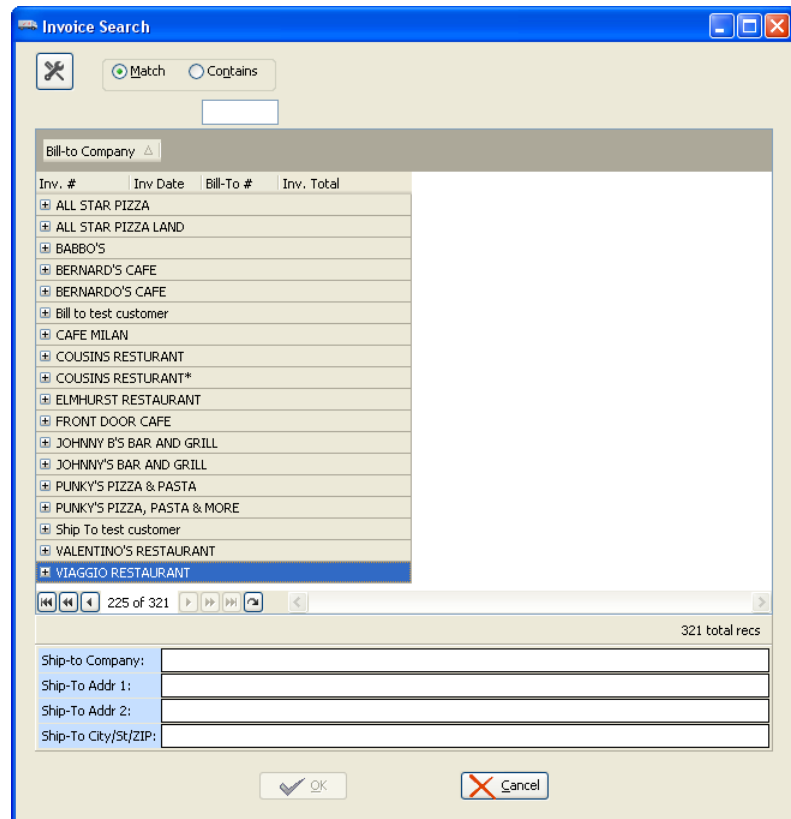 Invoice Search
Match Contains
Bill-to Company
Inv. # Inv Date Bill-To # Inv. Total
ALL STAR PIZZA
ALL STAR PIZZA LAND
BABBO'S
BERNARD'S CAFE
BERNARDO'S CAFE
Bill to test customer
CAFE MILAN
COUSINS RESTURANT
COUSINS RESTURANT*
ELMHURST RESTAURANT
FRONT DOOR CAFE
JOHNNY B'S BAR AND GRILL
JOHNNY'S BAR AND GRILL
PUNKY'S PIZZA & PASTA
PUNKY'S PIZZA, PASTA & MORE
Ship To test customer
VALENTINO'S RESTAURANT
VIAGGIO RESTAURANT
225 of 321
321 total recs
Ship-to Company:
Ship-To Addr 1:
Ship-To Addr 2:
Ship-To City/St/ZIP:
OK Cancel